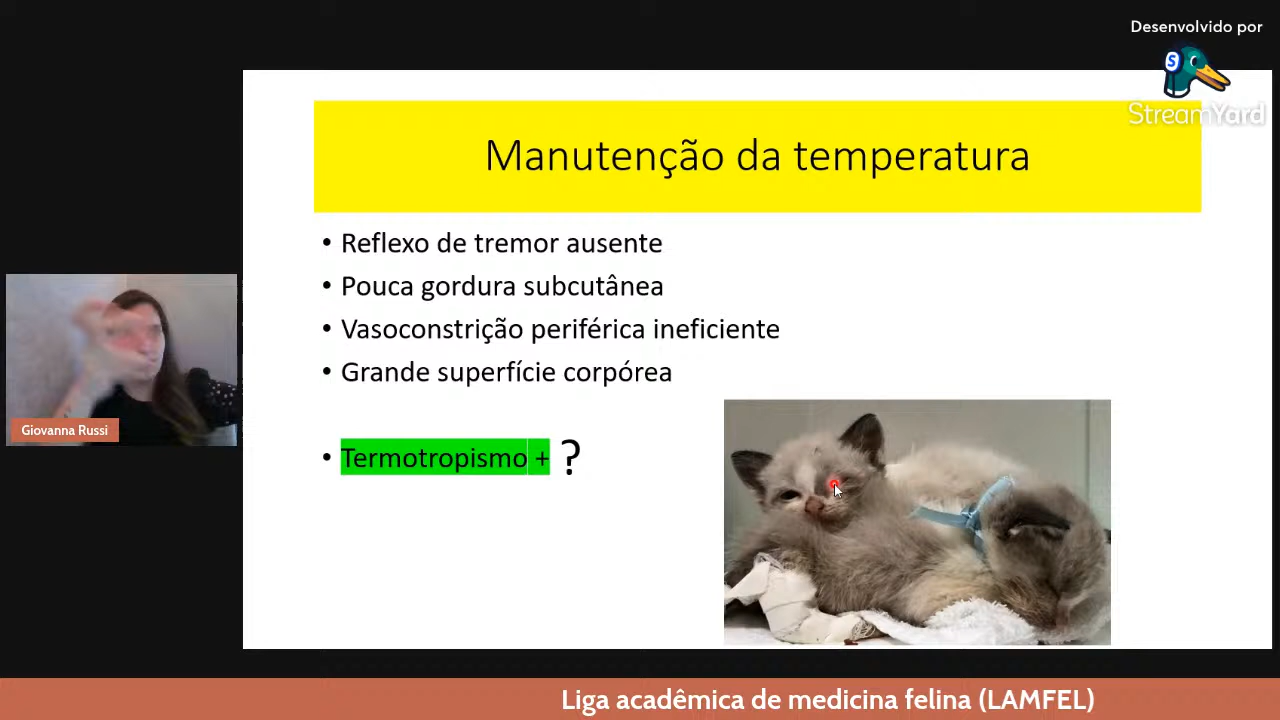 Desenvolvido por
S
StreamYard
Manutenção da temperatura
• Reflexo de tremor ausente
• Pouca gordura subcutânea
• Vasoconstrição periférica ineficiente
• Grande superfície corpórea
• Termotropismo + ?
Giovanna Russi
Liga acadêmica de medicina felina (LAMFEL)